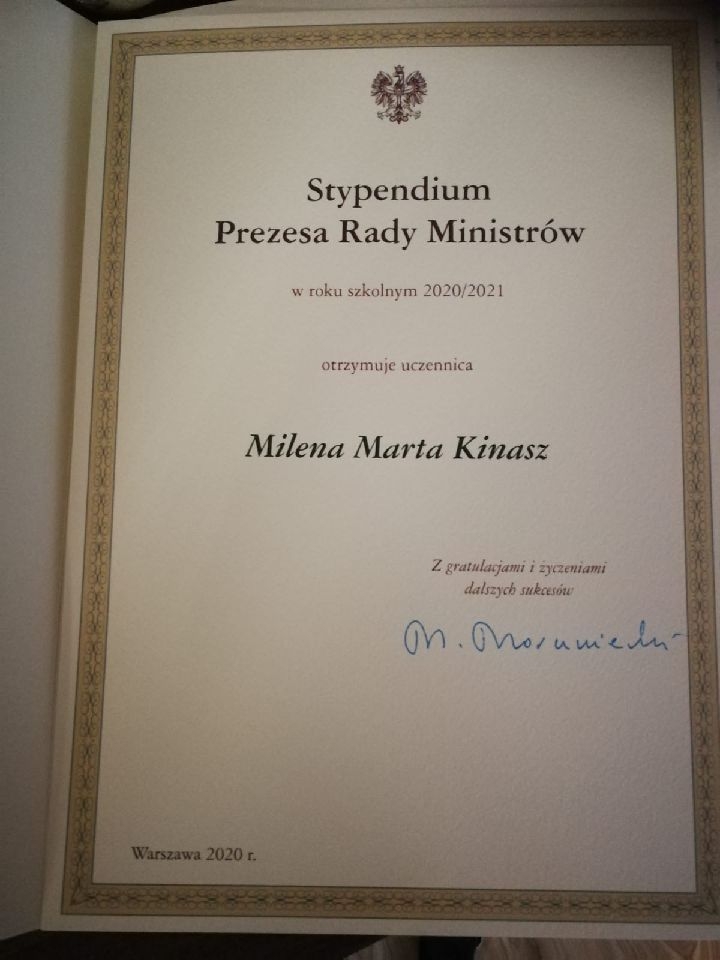 Stypendium
Prezesa Rady Ministrów
w roku szkolnym 2020/2021
otrzymuje uczennica
Milena Marta Kinasz
Z gratulacjami i życzeniami
dalszych sukcesów
M. Morawiecki
Warszawa 2020 r.